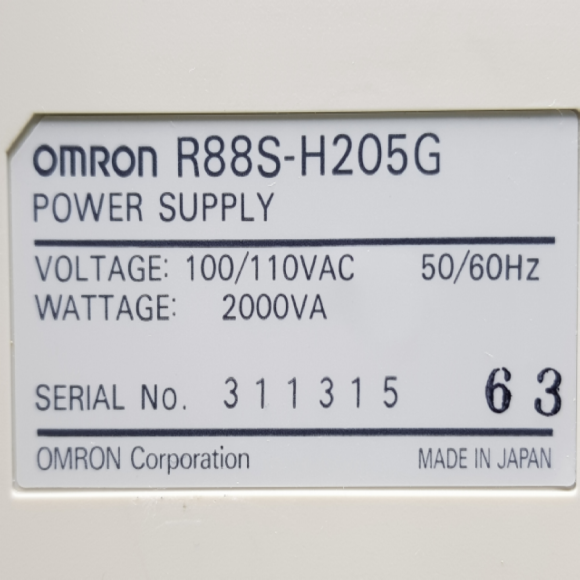 OMRON R88S-H205G
POWER SUPPLY
VOLTAGE: 100/110VAC 50/60Hz
WATTAGE: 2000VA
SERIAL No. 311315 63
OMRON Corporation MADE IN JAPAN